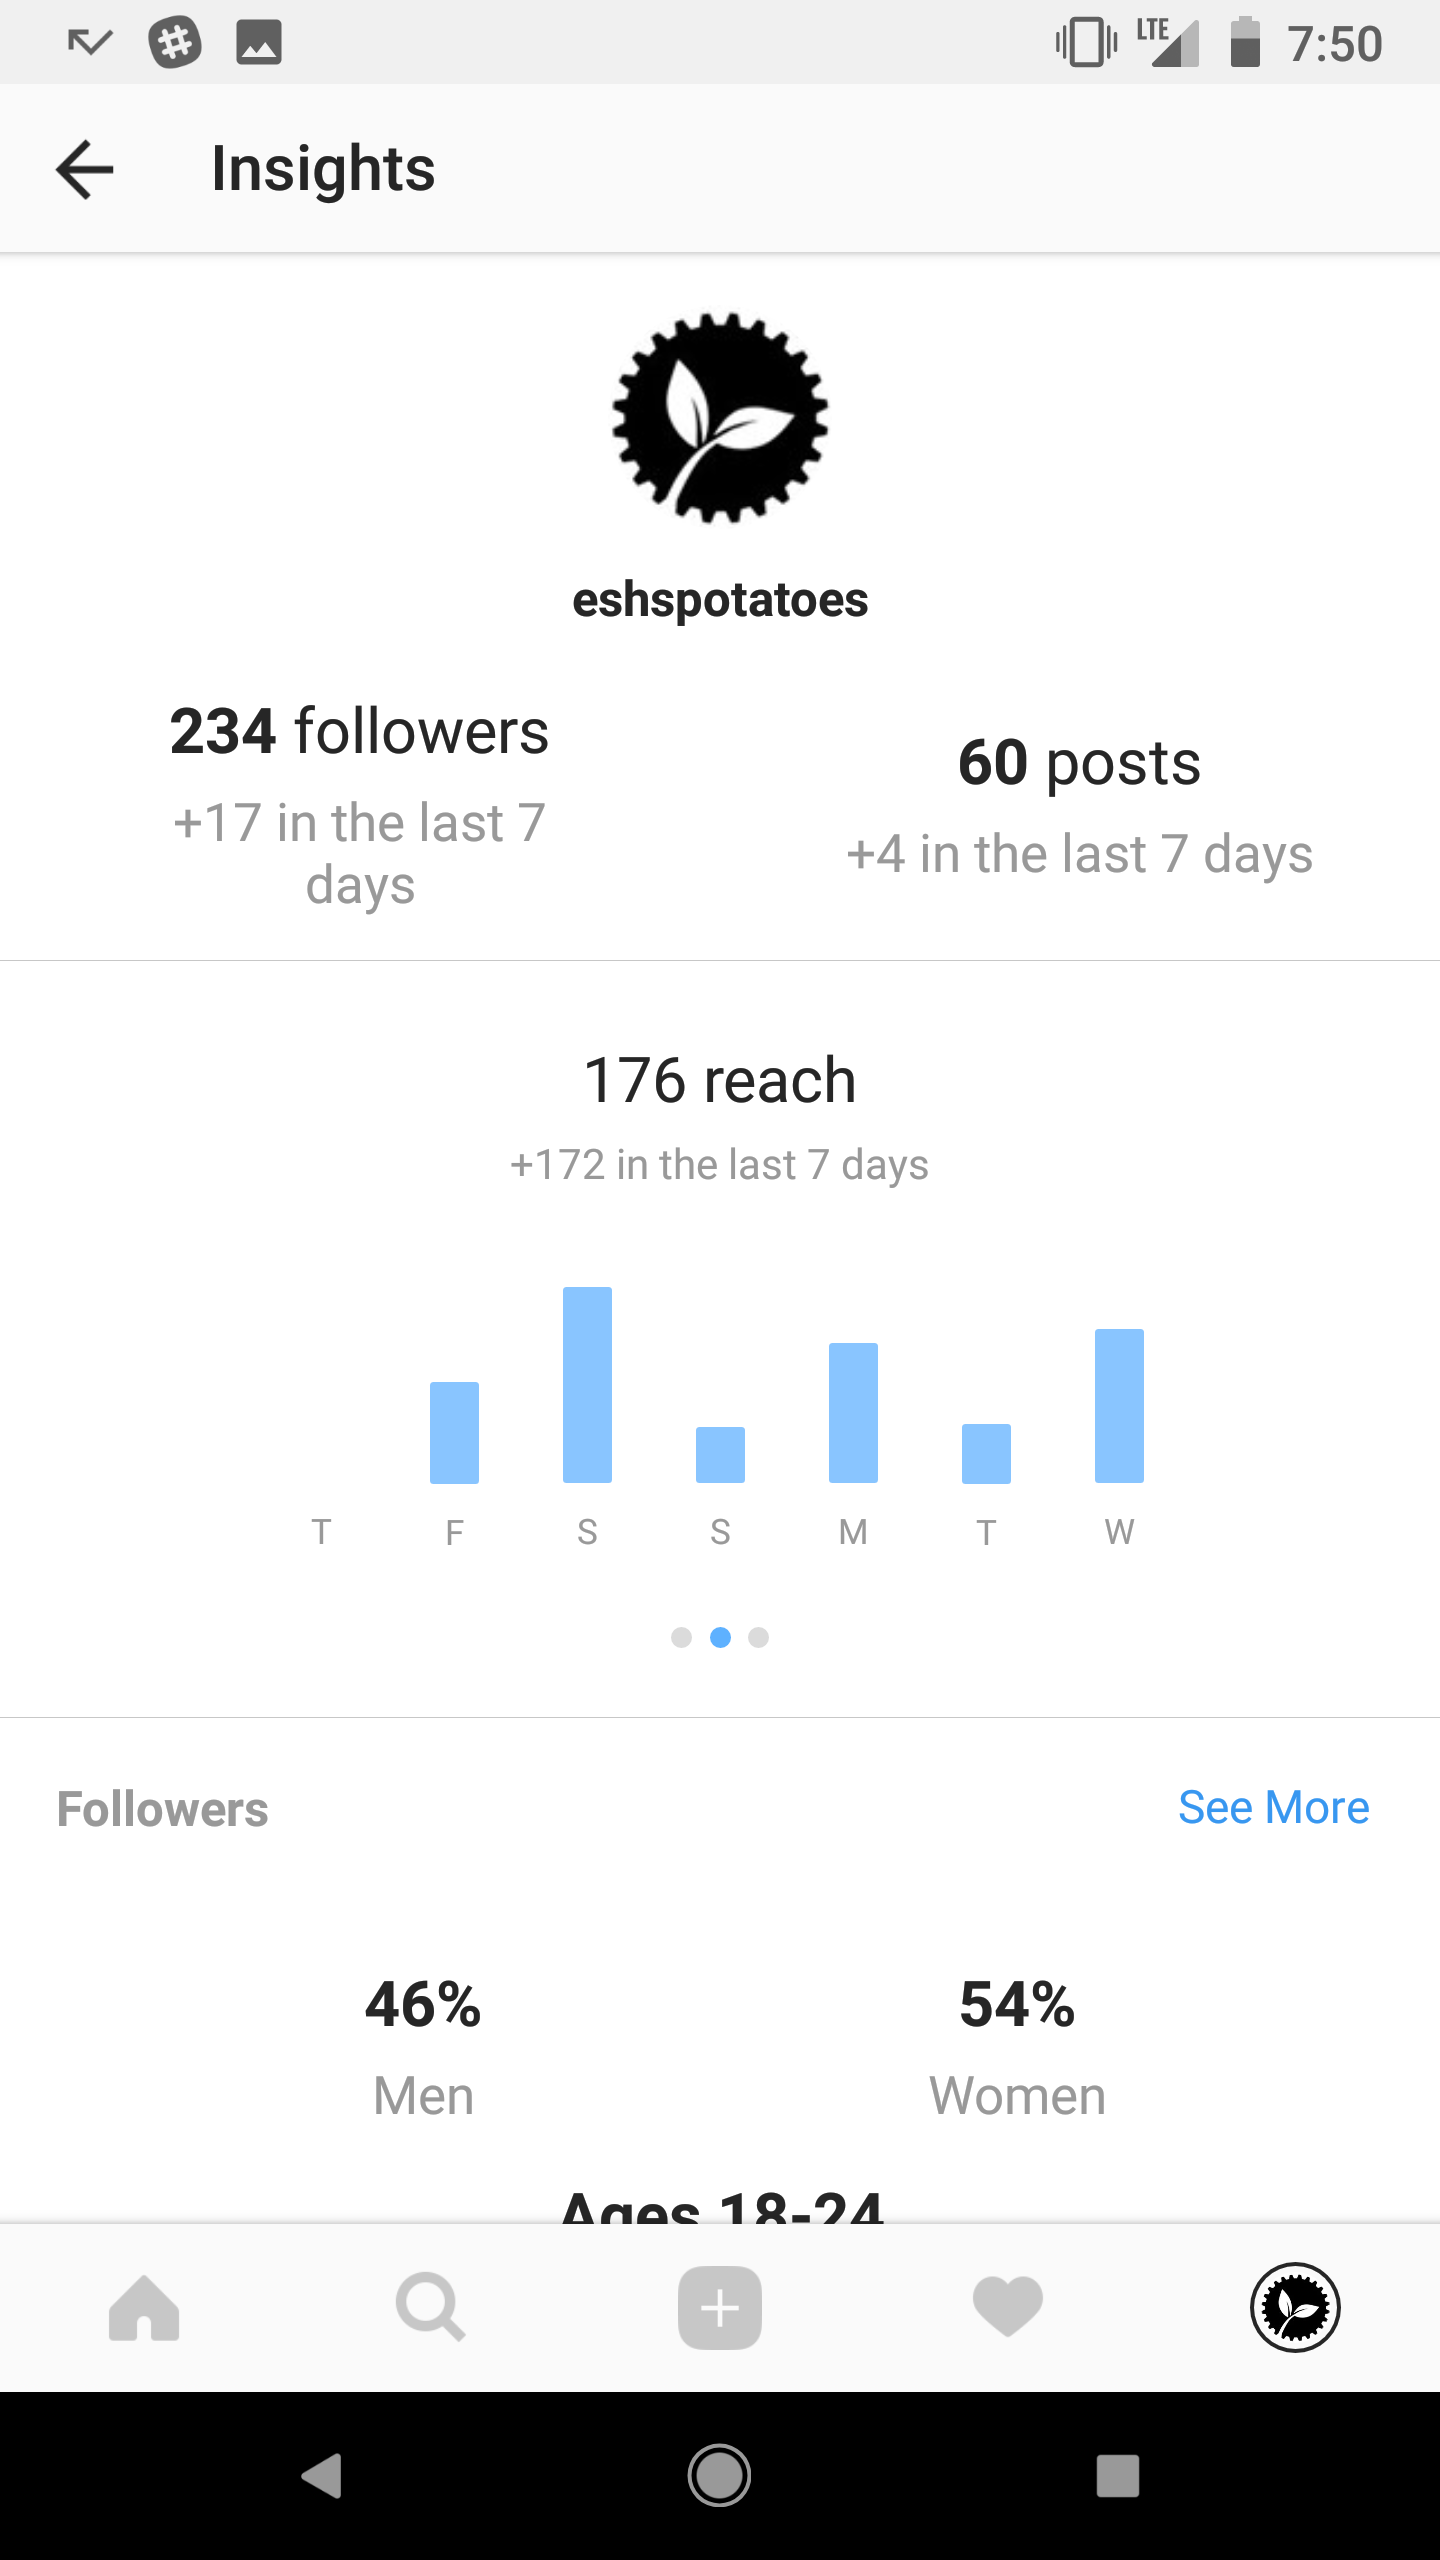 LTE 7:50
Insights
eshspotatoes
234 followers
+17 in the last 7
days
60 posts
+4 in the last 7 days
176 reach
+172 in the last 7 days
T F S S M T W
Followers See More
46% 54%
Men Women
Ages 18-24